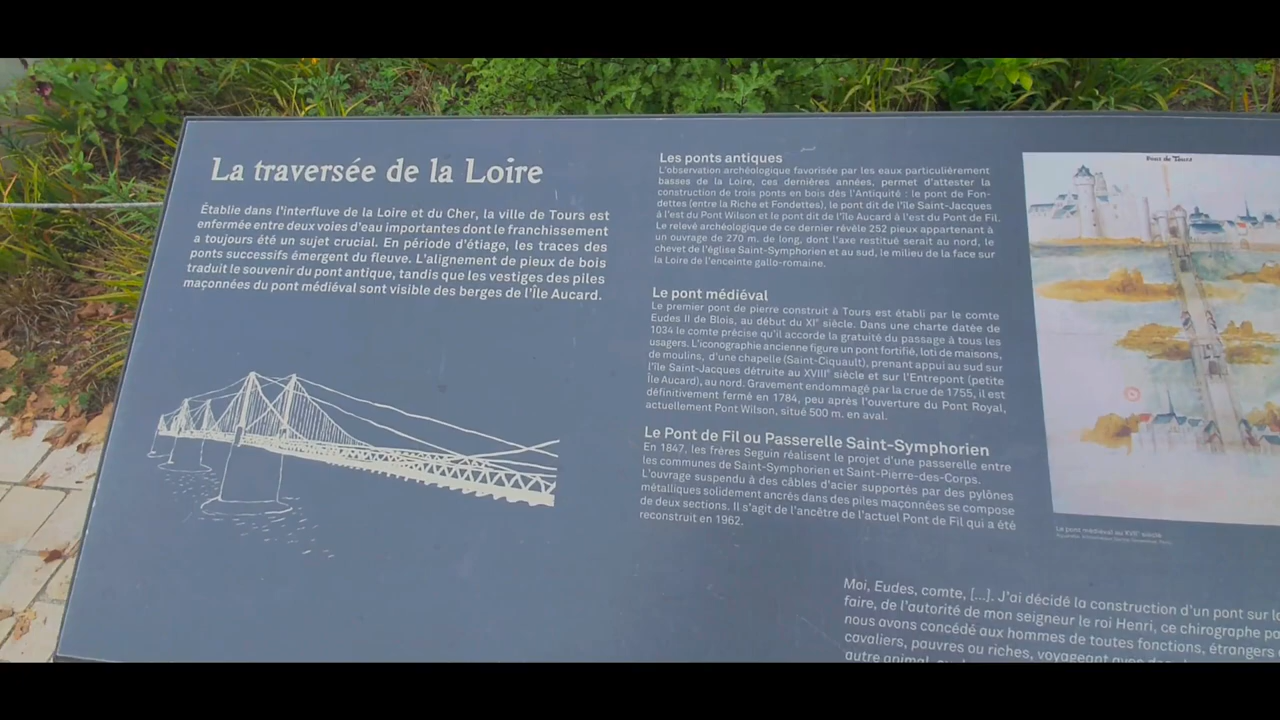 La traversée de la Loire
Établie dans l'interfluve de la Loire et du Cher, la ville de Tours est
enfermée entre deux voies d'eau importantes dont le franchissement
a toujours été un sujet crucial. En période d'étiage, les traces des
ponts successifs émergent du fleuve. L'alignement de pieux de bois
traduit le souvenir du pont antique, tandis que les vestiges des piles
maçonnées du pont médiéval sont visible des berges de l'Île Aucard.
Les ponts antiques
L'observation archéologique favorisée par les eaux particulièrement
basses de la Loire, ces dernières années, permet d'attester la
construction de trois ponts en bois dès l'Antiquité : le pont de Fon-
dettes (entre la Riche et Fondettes), le pont dit de l'île Saint-Jacques
à l'est du Pont Wilson et le pont dit de l'île Aucard à l'est du Pont de Fil.
Le relevé archéologique de ce dernier révèle 252 pieux appartenant à
un ouvrage de 270 m. de long, dont l'axe restitué serait au nord, le
chevet de l'église Saint-Symphorien et au sud, le milieu de la face sur
la Loire de l'enceinte gallo-romaine.
Le pont médiéval
Le premier pont de pierre construit à Tours est établi par le comte
Eudes II de Blois, au début du XIe siècle. Dans une charte datée de
1034 le comte précise qu'il accorde la gratuité du passage à tous les
usagers. L'iconographie ancienne figure un pont fortifié, loti de maisons,
de moulins, d'une chapelle (Saint-Ciquault), prenant appui au sud sur
l'île Saint-Jacques détruite au XVIIIe siècle et sur l'Entrepont (petite
Île Aucard), au nord. Gravement endommagé par la crue de 1755, il est
définitivement fermé en 1784, peu après l'ouverture du Pont Royal,
actuellement Pont Wilson, situé 500 m. en aval.
Le Pont de Fil ou Passerelle Saint-Symphorien
En 1847, les frères Seguin réalisent le projet d'une passerelle entre
les communes de Saint-Symphorien et Saint-Pierre-des-Corps.
L'ouvrage suspendu à des câbles d'acier supportés par des pylônes
métalliques solidement ancrés dans des piles maçonnées se compose
de deux sections. Il s'agit de l'ancêtre de l'actuel Pont de Fil qui a été
reconstruit en 1962.
Pont de Tours
Le pont médiéval au XVIIe siècle
Moi, Eudes, comte, [...]. J'ai décidé la construction d'un pont sur
faire, de l'autorité de mon seigneur le roi Henri, ce chirographe
nous avons concédé aux hommes de toutes fonctions, étrangers
cavaliers, pauvres ou riches, voyageant avec
autre animal,